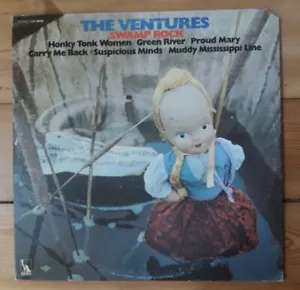 THE VENTURES
SWAMP ROCK
Honky Tonk Women · Green River · Proud Mary
Carry Me Back · Suspicious Minds · Muddy Mississippi Line